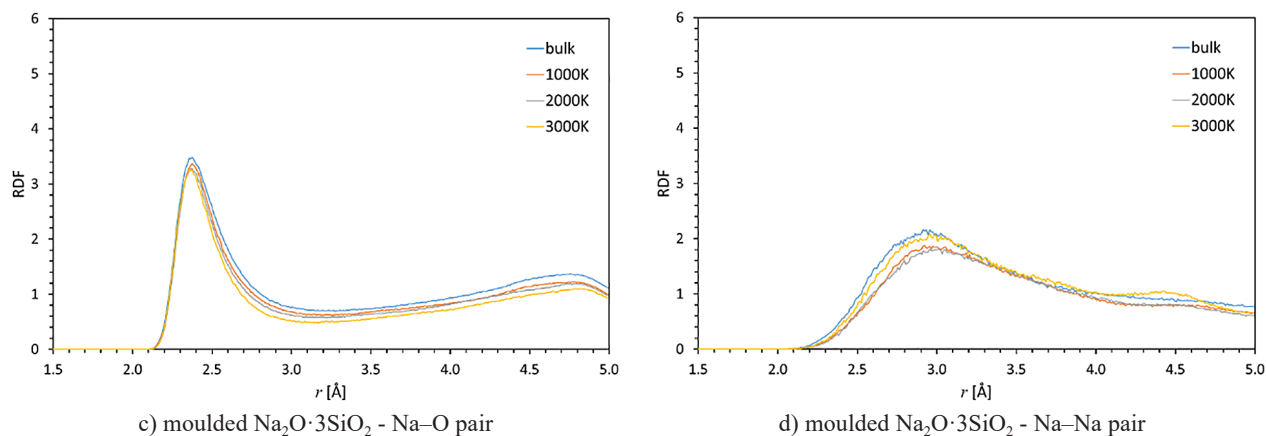 6
5
4
3
2
1
0
RDF
bulk
1000K
2000K
3000K
1.5 2.0 2.5 3.0 3.5 4.0 4.5 5.0
r [Å]
c) moulded Na₂O·3SiO₂ - Na–O pair
6
5
4
3
2
1
0
RDF
bulk
1000K
2000K
3000K
1.5 2.0 2.5 3.0 3.5 4.0 4.5 5.0
r [Å]
d) moulded Na₂O·3SiO₂ - Na–Na pair